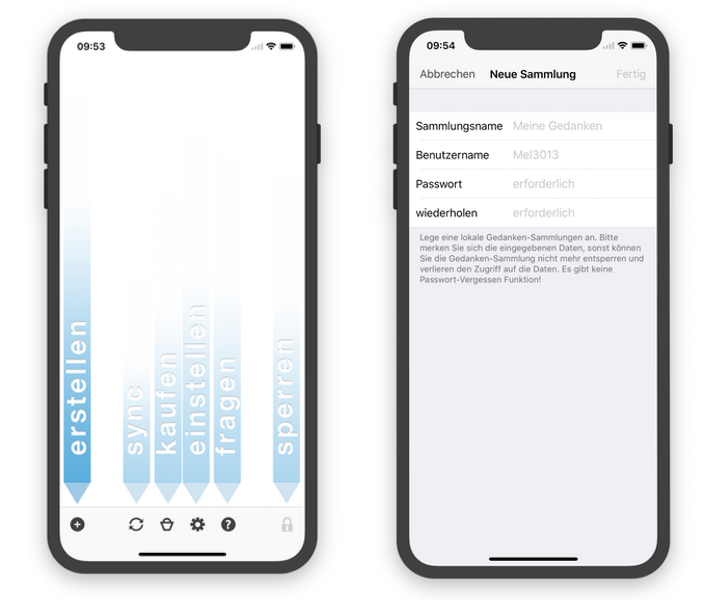 09:53
erstellen
sync
kaufen
einstellen
fragen
sperren
09:54
Abbrechen Neue Sammlung Fertig
Sammlungsname Meine Gedanken
Benutzername Mel3013
Passwort erforderlich
wiederholen erforderlich
Lege eine lokale Gedanken-Sammlungen an. Bitte
merken Sie sich die eingegebenen Daten, sonst können
Sie die Gedanken-Sammlung nicht mehr entsperren und
verlieren den Zugriff auf die Daten. Es gibt keine
Passwort-Vergessen Funktion!